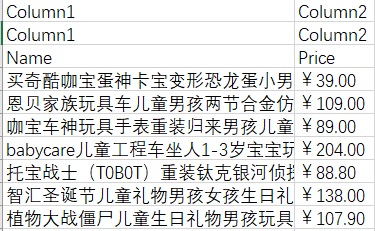 Column1 Column2
Column1 Column2
Name Price
买奇酷咖宝蛋神卡宝变形恐龙蛋小男 ￥39.00
恩贝家族玩具车儿童男孩两节合金仿 ￥109.00
咖宝车神玩具手表重装归来男孩儿童 ￥89.00
babycare儿童工程车坐人1-3岁宝宝玩 ￥204.00
托宝战士（TOBOT）重装钛克银河侦探 ￥88.80
智汇圣诞节儿童礼物男孩女孩生日礼 ￥138.00
植物大战僵尸儿童生日礼物男孩玩具 ￥107.90